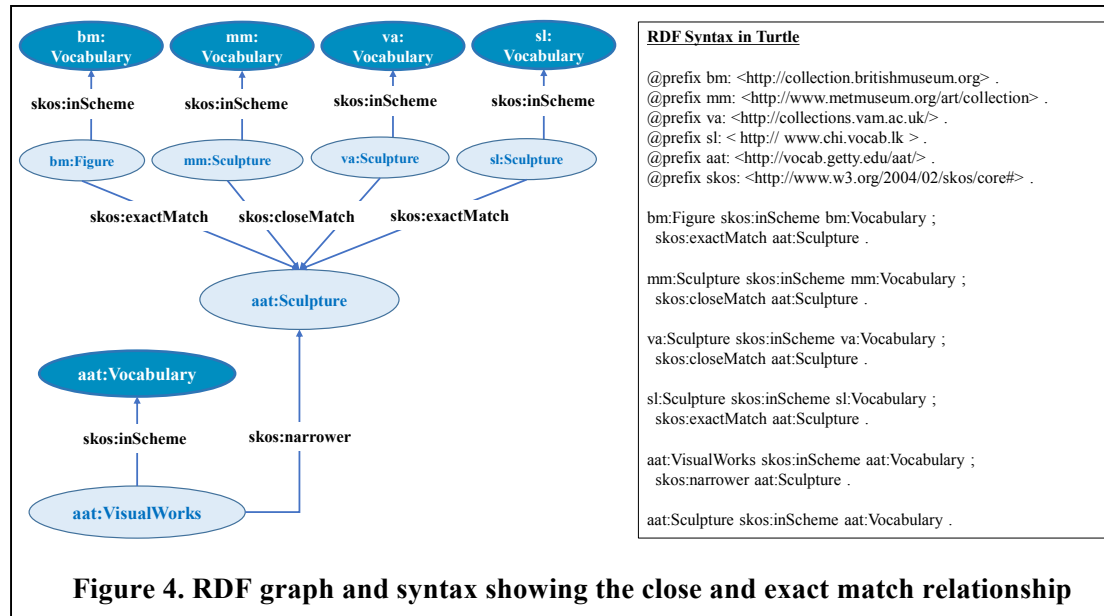 bm:
Vocabulary
mm:
Vocabulary
va:
Vocabulary
sl:
Vocabulary
skos:inScheme
skos:inScheme
skos:inScheme
skos:inScheme
bm:Figure
mm:Sculpture
va:Sculpture
sl:Sculpture
skos:exactMatch
skos:closeMatch
skos:exactMatch
aat:Sculpture
aat:Vocabulary
skos:inScheme
skos:narrower
aat:VisualWorks
RDF Syntax in Turtle
@prefix bm: <http://collection.britishmuseum.org> .
@prefix mm: <http://www.metmuseum.org/art/collection> .
@prefix va: <http://collections.vam.ac.uk/> .
@prefix sl: < http:// www.chi.vocab.lk > .
@prefix aat: <http://vocab.getty.edu/aat/> .
@prefix skos: <http://www.w3.org/2004/02/skos/core#> .
bm:Figure skos:inScheme bm:Vocabulary ;
skos:exactMatch aat:Sculpture .
mm:Sculpture skos:inScheme mm:Vocabulary ;
skos:closeMatch aat:Sculpture .
va:Sculpture skos:inScheme va:Vocabulary ;
skos:closeMatch aat:Sculpture .
sl:Sculpture skos:inScheme sl:Vocabulary ;
skos:exactMatch aat:Sculpture .
aat:VisualWorks skos:inScheme aat:Vocabulary ;
skos:narrower aat:Sculpture .
aat:Sculpture skos:inScheme aat:Vocabulary .
Figure 4. RDF graph and syntax showing the close and exact match relationship